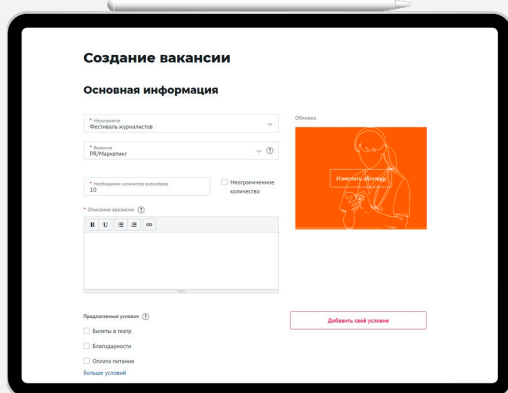 Создание вакансии
Основная информация
* Мероприятие
Фестиваль журналистов
Обложка
* Вакансия
PR/Маркетинг
?
Изменить обложку
* Необходимое количество волонтеров
10
Неограниченное
количество
* Описание вакансии ?
B U
Предлагаемые условия ?
Добавить своё условие
Билеты в театр
Благодарности
Оплата питания
Больше условий